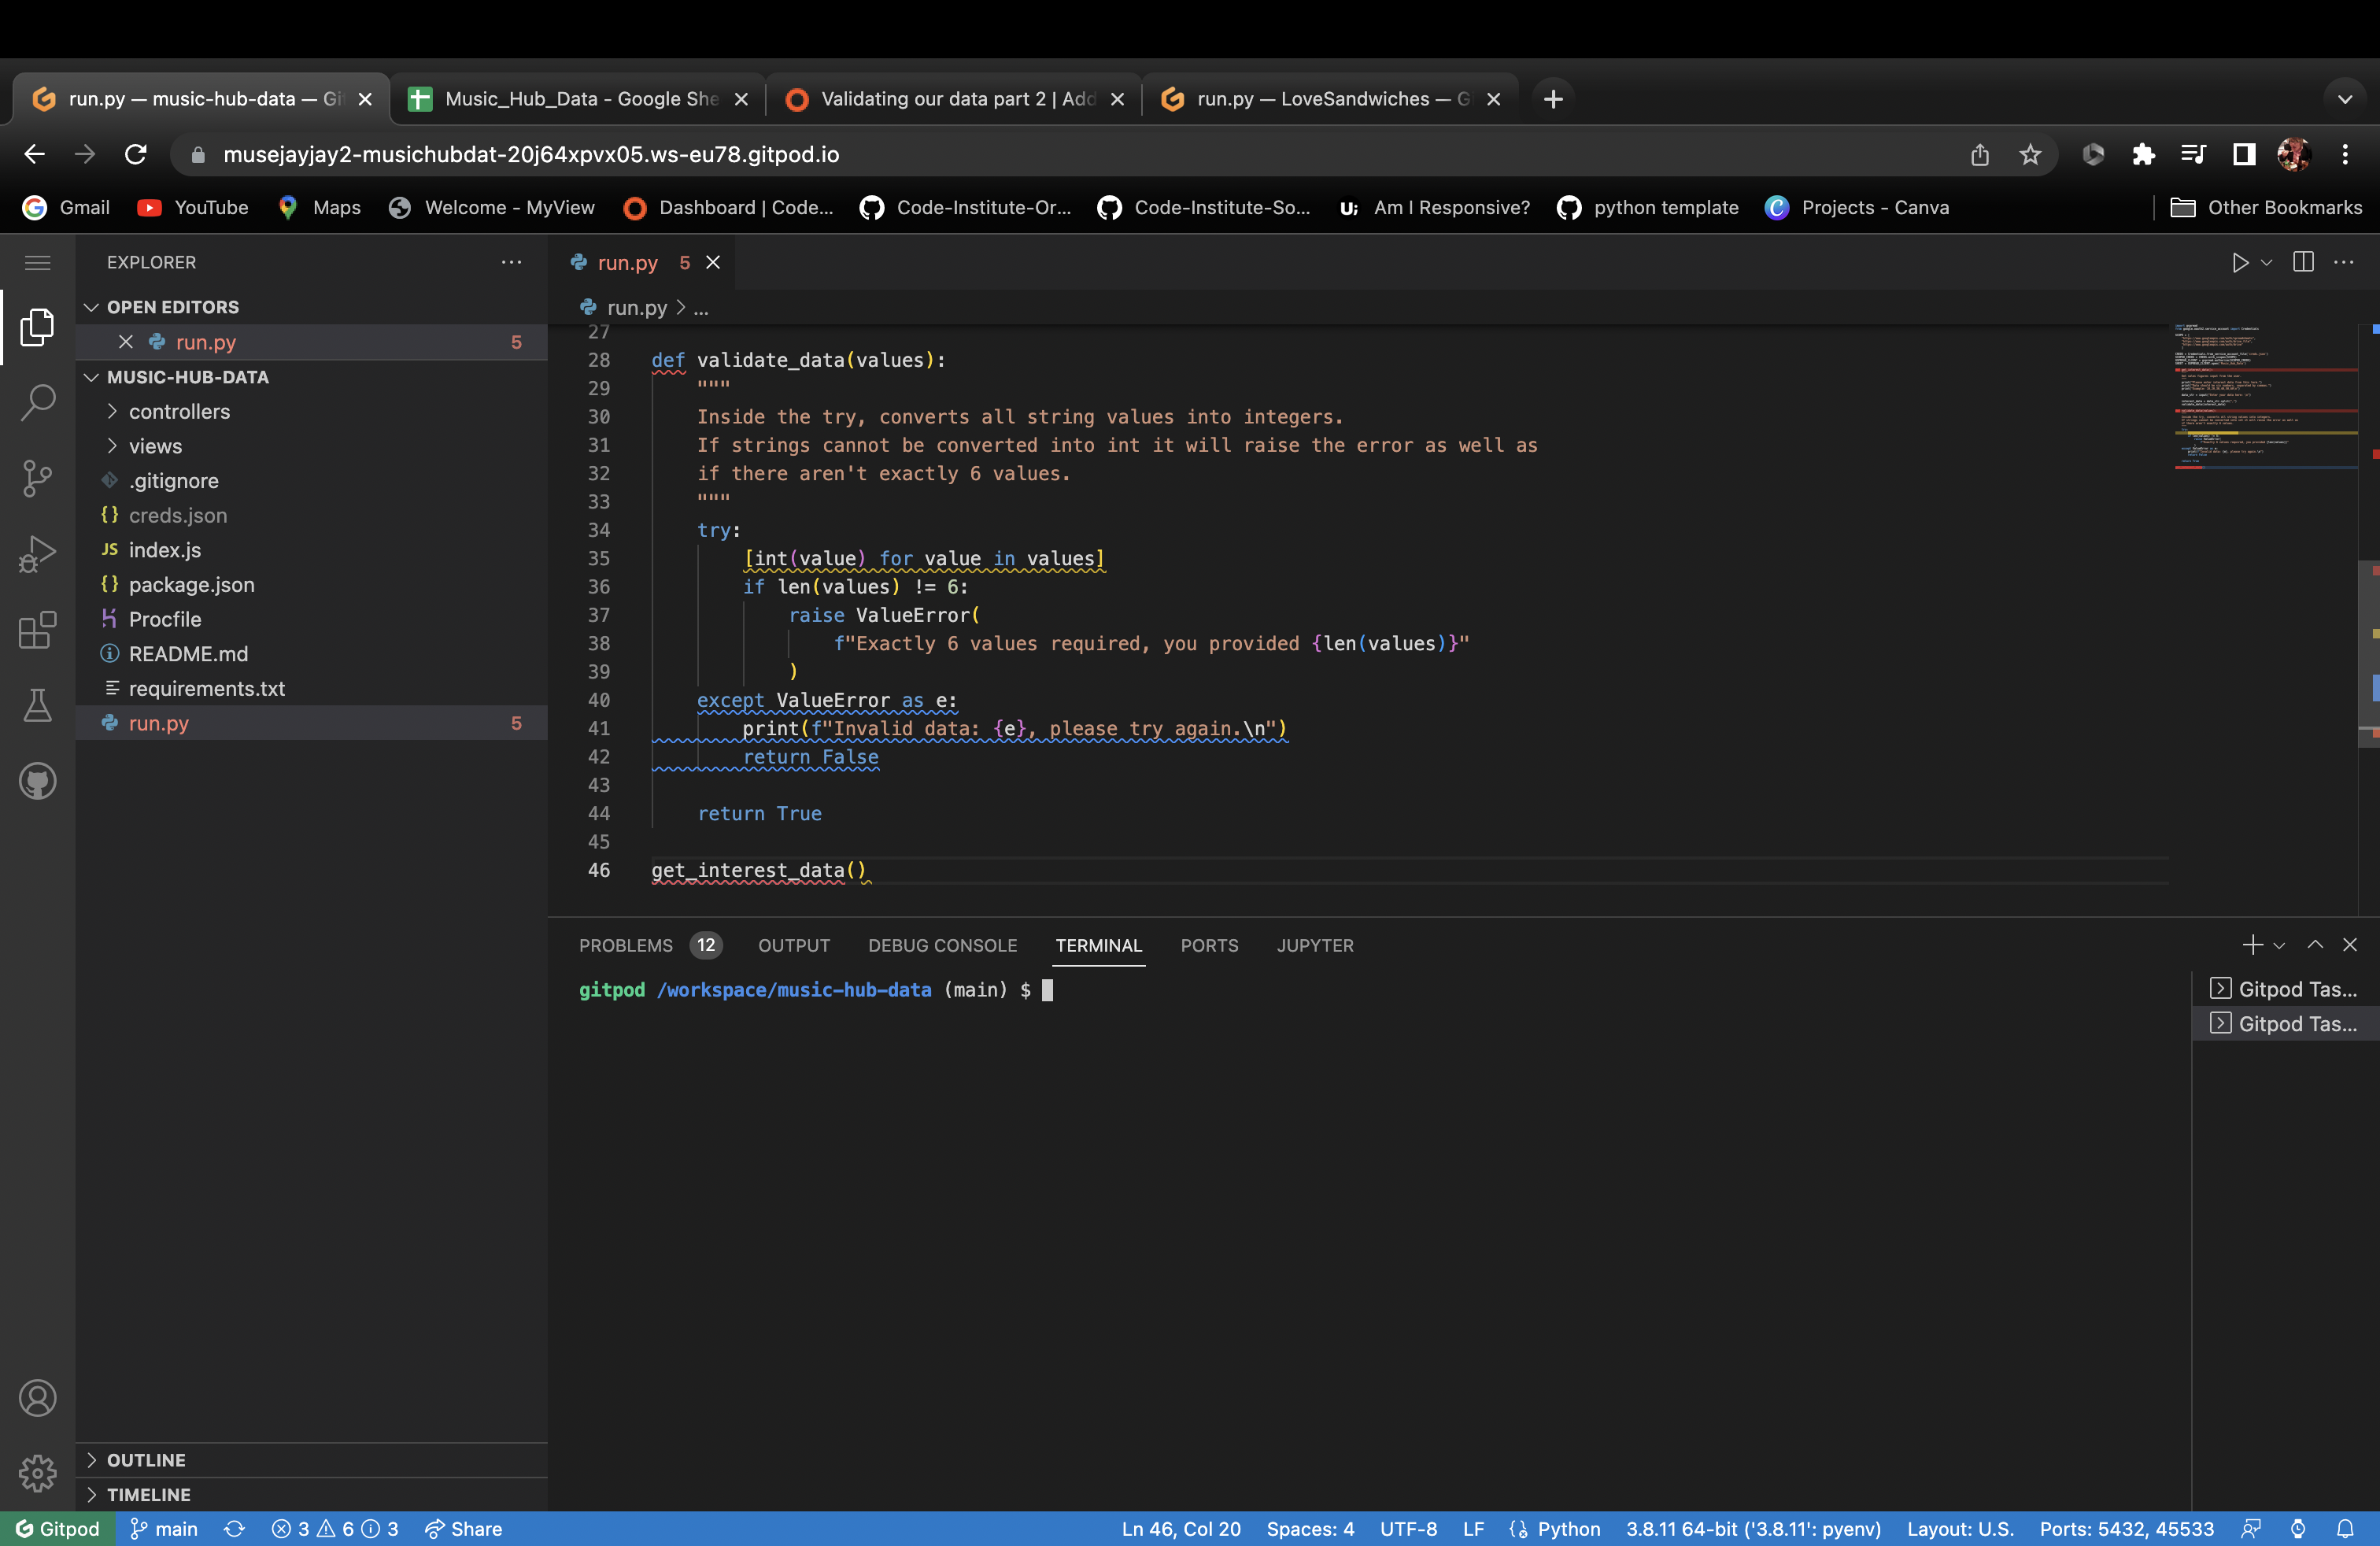 run.py — music-hub-data — Gi
Music_Hub_Data - Google She
Validating our data part 2 | Add
run.py — LoveSandwiches — G
musejayjay2-musichubdat-20j64xpvx05.ws-eu78.gitpod.io
Gmail YouTube Maps Welcome - MyView Dashboard | Code... Code-Institute-Or... Code-Institute-So... Ui; Am I Responsive? python template Projects - Canva Other Bookmarks
EXPLORER
OPEN EDITORS
run.py 5
MUSIC-HUB-DATA
controllers
views
.gitignore
{} creds.json
JS index.js
{} package.json
Procfile
README.md
requirements.txt
run.py 5
OUTLINE
TIMELINE
run.py 5
run.py > ...
27
28 def validate_data(values):
29 """
30 Inside the try, converts all string values into integers.
31 If strings cannot be converted into int it will raise the error as well as
32 if there aren't exactly 6 values.
33 """
34 try:
35 [int(value) for value in values]
36 if len(values) != 6:
37 raise ValueError(
38 f"Exactly 6 values required, you provided {len(values)}"
39 )
40 except ValueError as e:
41 print(f"Invalid data: {e}, please try again.\n")
42 return False
43
44 return True
45
46 get_interest_data()
PROBLEMS 12 OUTPUT DEBUG CONSOLE TERMINAL PORTS JUPYTER
gitpod /workspace/music-hub-data (main) $
Gitpod Tas...
Gitpod Tas...
Gitpod main 3 6 3 Share Ln 46, Col 20 Spaces: 4 UTF-8 LF Python 3.8.11 64-bit ('3.8.11': pyenv) Layout: U.S. Ports: 5432, 45533